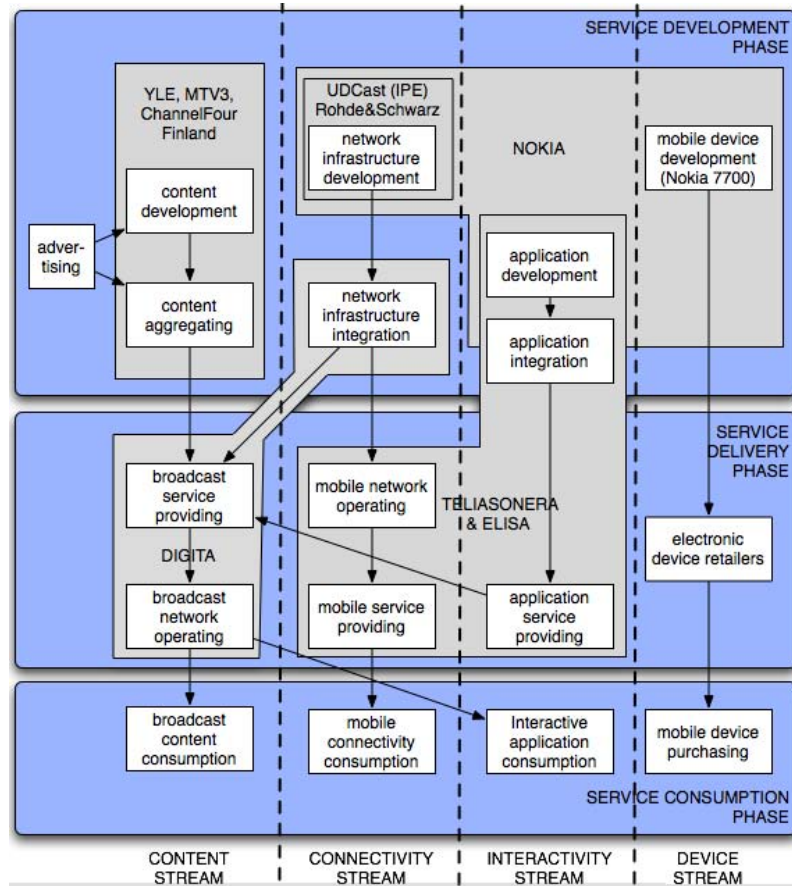 SERVICE DEVELOPMENT
PHASE
YLE, MTV3,
ChannelFour
Finland
UDCast (IPE)
Rohde&Schwarz
network
infrastructure
development
NOKIA
mobile device
development
(Nokia 7700)
content
development
adver-
tising
application
development
content
aggregating
network
infrastructure
integration
application
integration
SERVICE
DELIVERY
PHASE
broadcast
service
providing
mobile network
operating
TELIASONERA
& ELISA
electronic
device retailers
DIGITA
broadcast
network
operating
mobile service
providing
application
service
providing
broadcast
content
consumption
mobile
connectivity
consumption
Interactive
application
consumption
mobile device
purchasing
SERVICE CONSUMPTION
PHASE
CONTENT
STREAM
CONNECTIVITY
STREAM
INTERACTIVITY
STREAM
DEVICE
STREAM